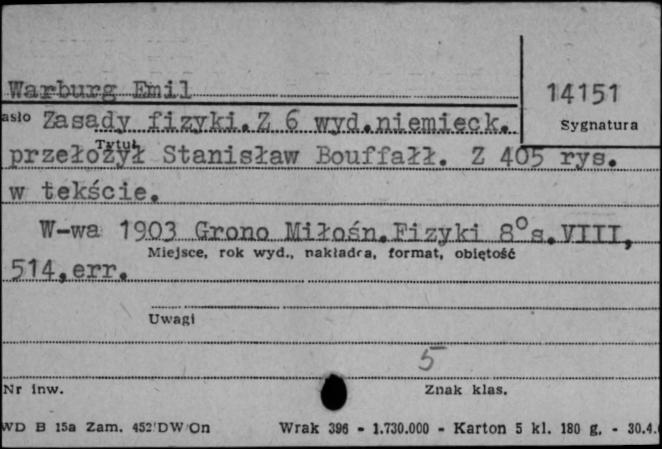 Warburg Emil
14151
asło Zasady fizyki. Z 6 wyd. niemieck.
Sygnatura
Tytuł
przełożył Stanisław Bouffałł. Z 405 rys.
w tekście.
W-wa 1903 Grono Miłośn. Fizyki 8° s. VIII,
Miejsce, rok wyd., nakładca, format, objętość
514, err.
Uwagi
5
Nr inw.
Znak klas.
WD B 15a Zam. 452/DW/On Wrak 396 - 1.730.000 - Karton 5 kl. 180 g. - 30.4.